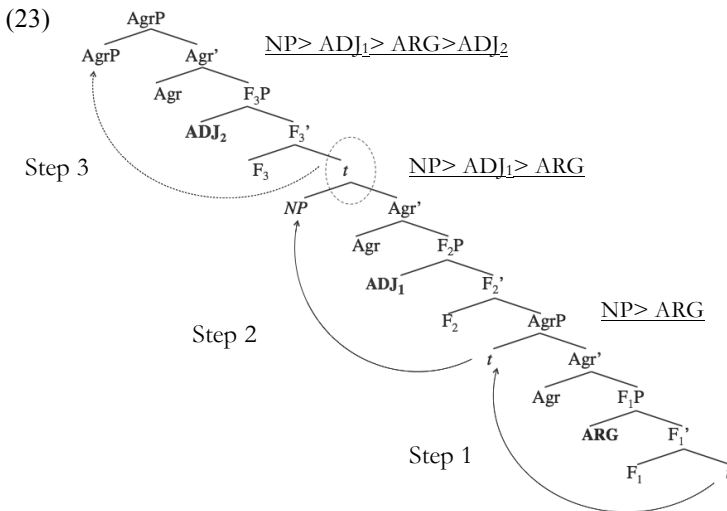 (23)
AgrP
AgrP Agr’
NP> ADJ₁> ARG>ADJ₂
Agr F₃P
ADJ₂ F₃’
Step 3
F₃ t
NP> ADJ₁> ARG
NP Agr’
Agr F₂P
ADJ₁ F₂’
F₂ AgrP
NP> ARG
Step 2
t Agr’
Agr F₁P
ARG F₁’
Step 1
F₁